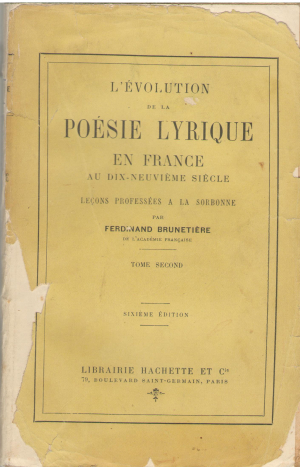 L'ÉVOLUTION
DE LA
POÉSIE LYRIQUE
EN FRANCE
AU DIX-NEUVIÈME SIÈCLE
LEÇONS PROFESSÉES A LA SORBONNE
PAR
FERDINAND BRUNETIÈRE
DE L'ACADÉMIE FRANÇAISE
TOME SECOND
SIXIÈME ÉDITION
LIBRAIRIE HACHETTE ET Cie
79, BOULEVARD SAINT-GERMAIN, PARIS